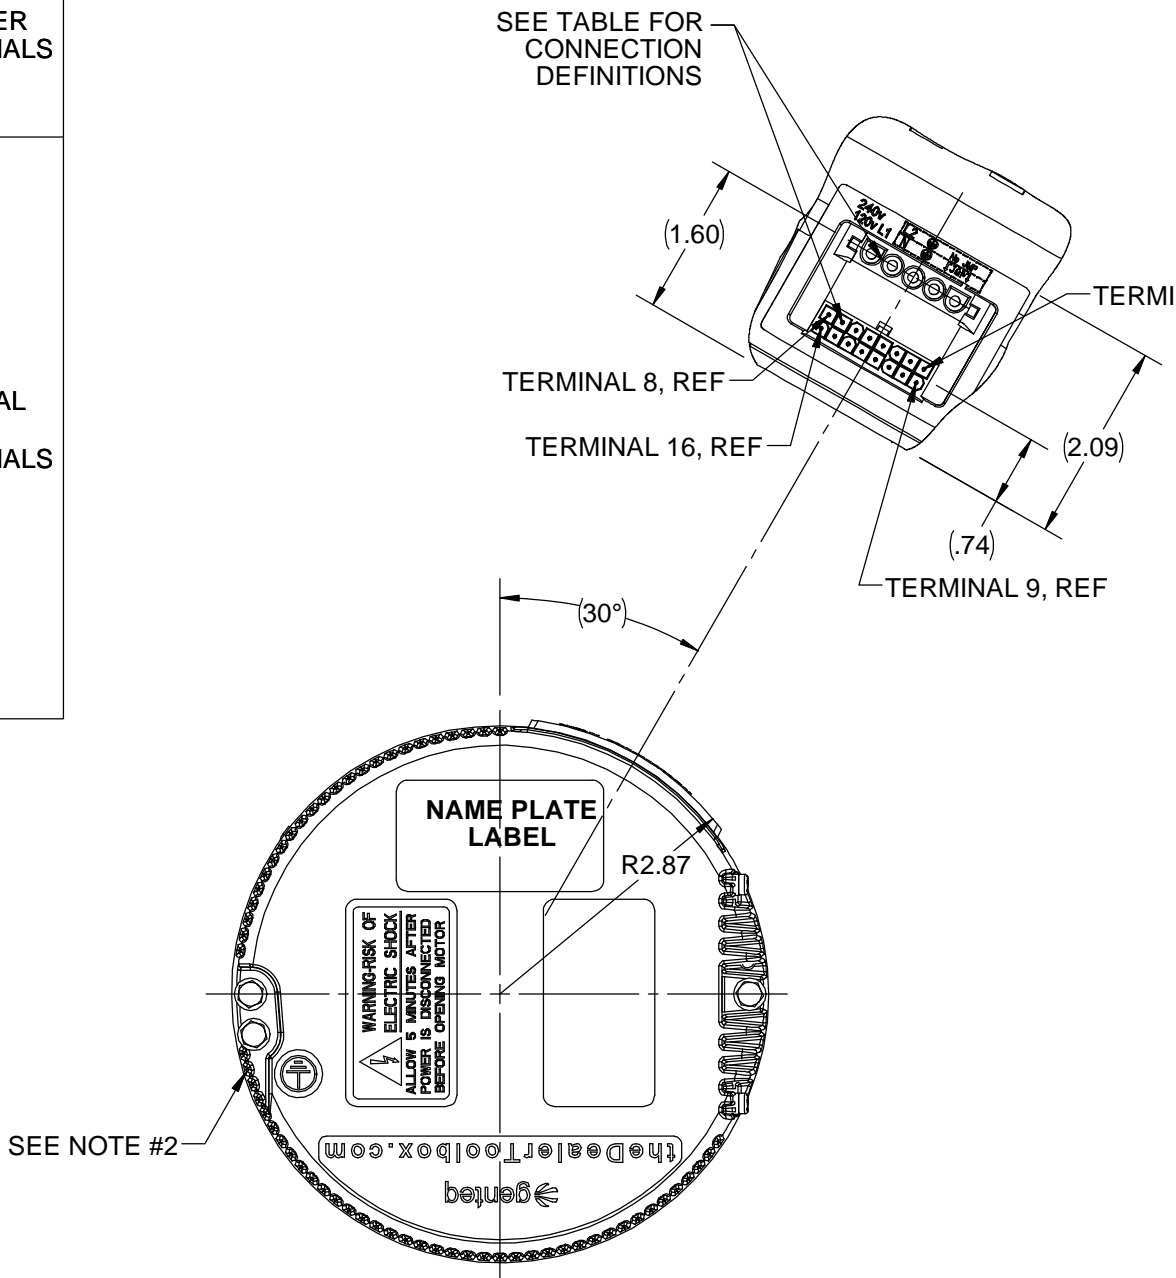 ER
IALS
SEE TABLE FOR
CONNECTION
DEFINITIONS
240v
120v L1
(1.60)
TERMI
TERMINAL 8, REF
AL
TERMINAL 16, REF
IALS
(2.09)
(.74)
TERMINAL 9, REF
(30°)
NAME PLATE
LABEL
R2.87
WARNING-RISK OF
ELECTRIC SHOCK
ALLOW 5 MINUTES AFTER
POWER IS DISCONNECTED
BEFORE OPENING MOTOR
SEE NOTE #2
theDealerToolbox.com
genteq